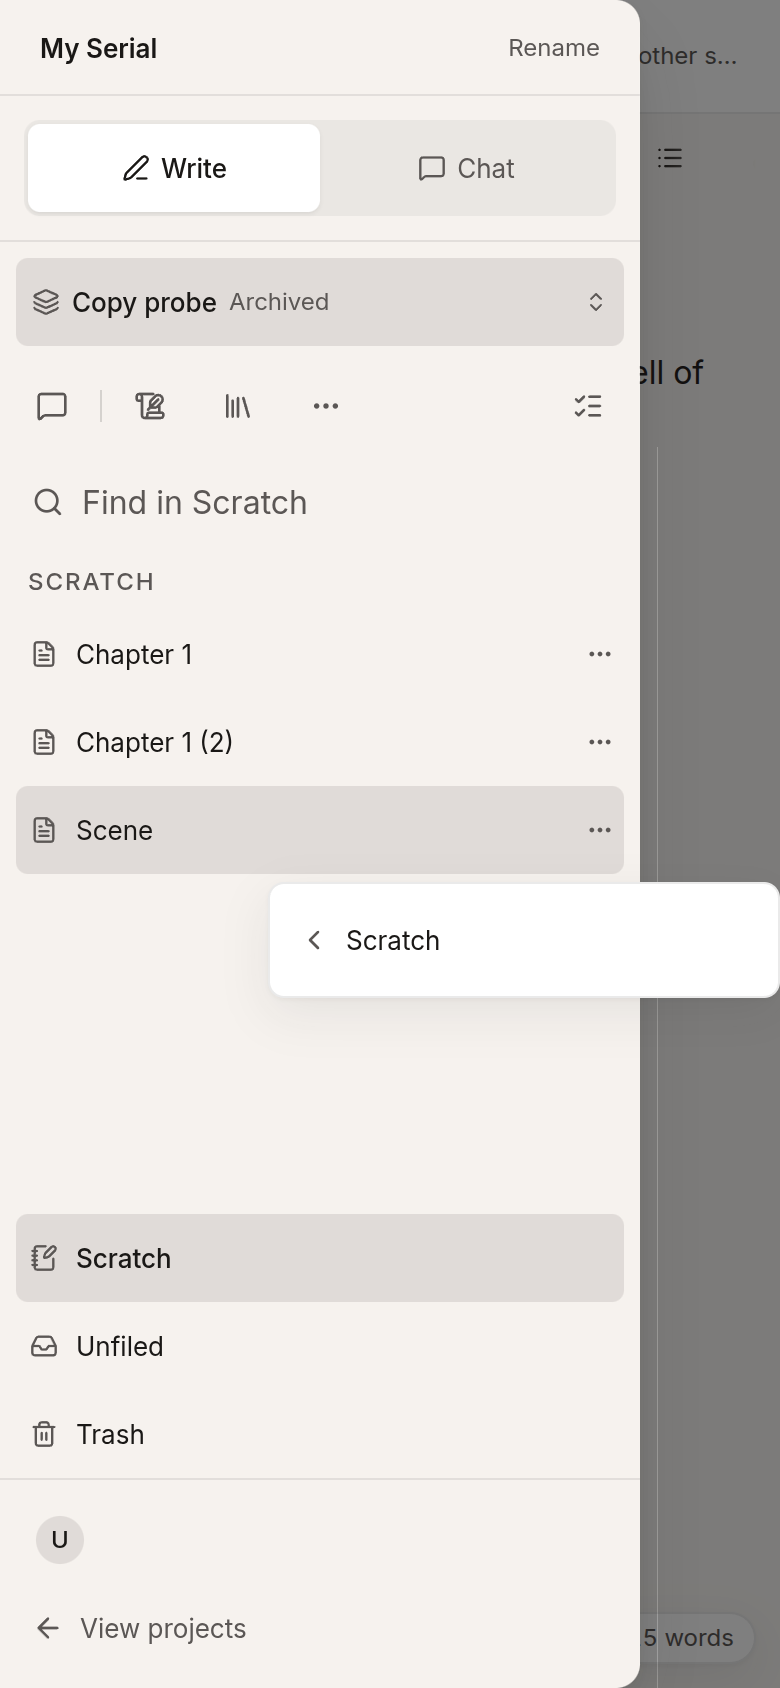 My Serial
Rename
other s...
Write
Chat
Copy probe Archived
ell of
Find in Scratch
SCRATCH
Chapter 1
Chapter 1 (2)
Scene
Scratch
Scratch
Unfiled
Trash
U
View projects
5 words